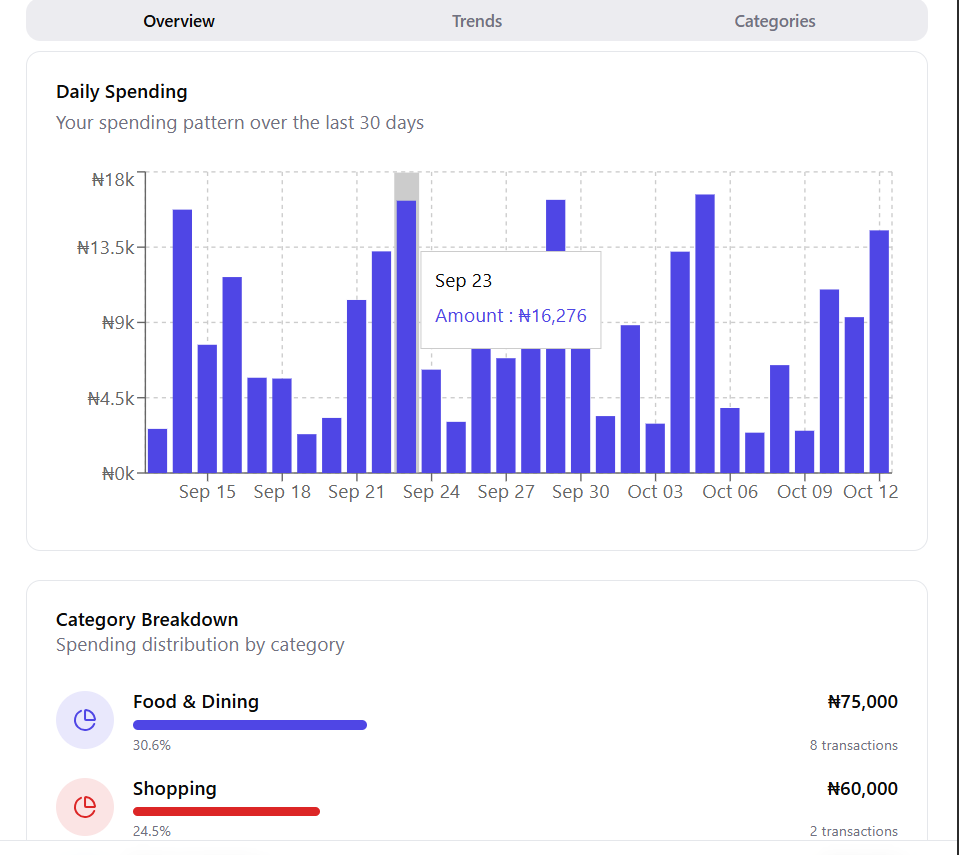 Overview Trends Categories
Daily Spending
Your spending pattern over the last 30 days
₦18k
₦13.5k
₦9k
₦4.5k
₦0k
Sep 23
Amount : ₦16,276
Sep 15 Sep 18 Sep 21 Sep 24 Sep 27 Sep 30 Oct 03 Oct 06 Oct 09 Oct 12
Category Breakdown
Spending distribution by category
Food & Dining ₦75,000
30.6% 8 transactions
Shopping ₦60,000
24.5% 2 transactions